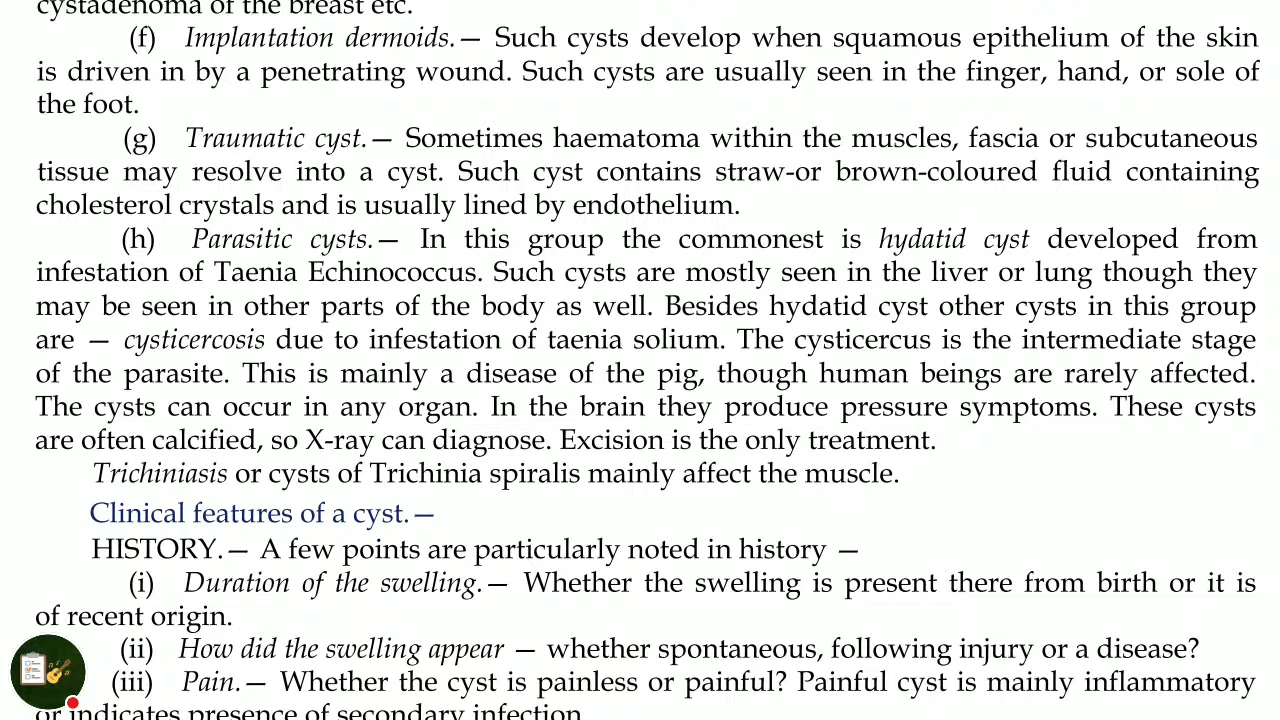 cystadenoma of the breast etc.
(f) Implantation dermoids.— Such cysts develop when squamous epithelium of the skin
is driven in by a penetrating wound. Such cysts are usually seen in the finger, hand, or sole of
the foot.
(g) Traumatic cyst.— Sometimes haematoma within the muscles, fascia or subcutaneous
tissue may resolve into a cyst. Such cyst contains straw-or brown-coloured fluid containing
cholesterol crystals and is usually lined by endothelium.
(h) Parasitic cysts.— In this group the commonest is hydatid cyst developed from
infestation of Taenia Echinococcus. Such cysts are mostly seen in the liver or lung though they
may be seen in other parts of the body as well. Besides hydatid cyst other cysts in this group
are — cysticercosis due to infestation of taenia solium. The cysticercus is the intermediate stage
of the parasite. This is mainly a disease of the pig, though human beings are rarely affected.
The cysts can occur in any organ. In the brain they produce pressure symptoms. These cysts
are often calcified, so X-ray can diagnose. Excision is the only treatment.
Trichiniasis or cysts of Trichinia spiralis mainly affect the muscle.
Clinical features of a cyst.—
HISTORY.— A few points are particularly noted in history —
(i) Duration of the swelling.— Whether the swelling is present there from birth or it is
of recent origin.
(ii) How did the swelling appear — whether spontaneous, following injury or a disease?
(iii) Pain.— Whether the cyst is painless or painful? Painful cyst is mainly inflammatory
or indicates presence of secondary infection.